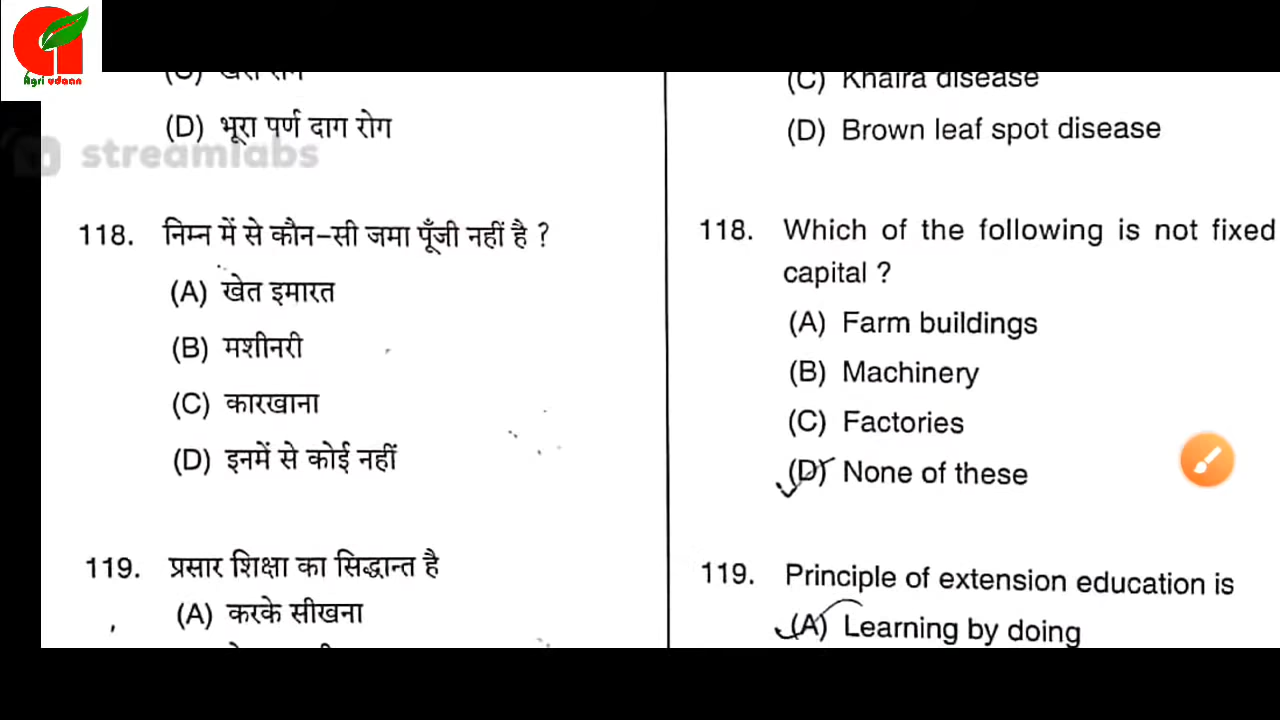 Agri udaan
streamlabs
(D) भूरा पर्ण दाग रोग
118. निम्न में से कौन-सी जमा पूँजी नहीं है ?
(A) खेत इमारत
(B) मशीनरी
(C) कारखाना
(D) इनमें से कोई नहीं
119. प्रसार शिक्षा का सिद्धान्त है
(A) करके सीखना
(C) Khaira disease
(D) Brown leaf spot disease
118. Which of the following is not fixed
capital ?
(A) Farm buildings
(B) Machinery
(C) Factories
(D) None of these
119. Principle of extension education is
(A) Learning by doing